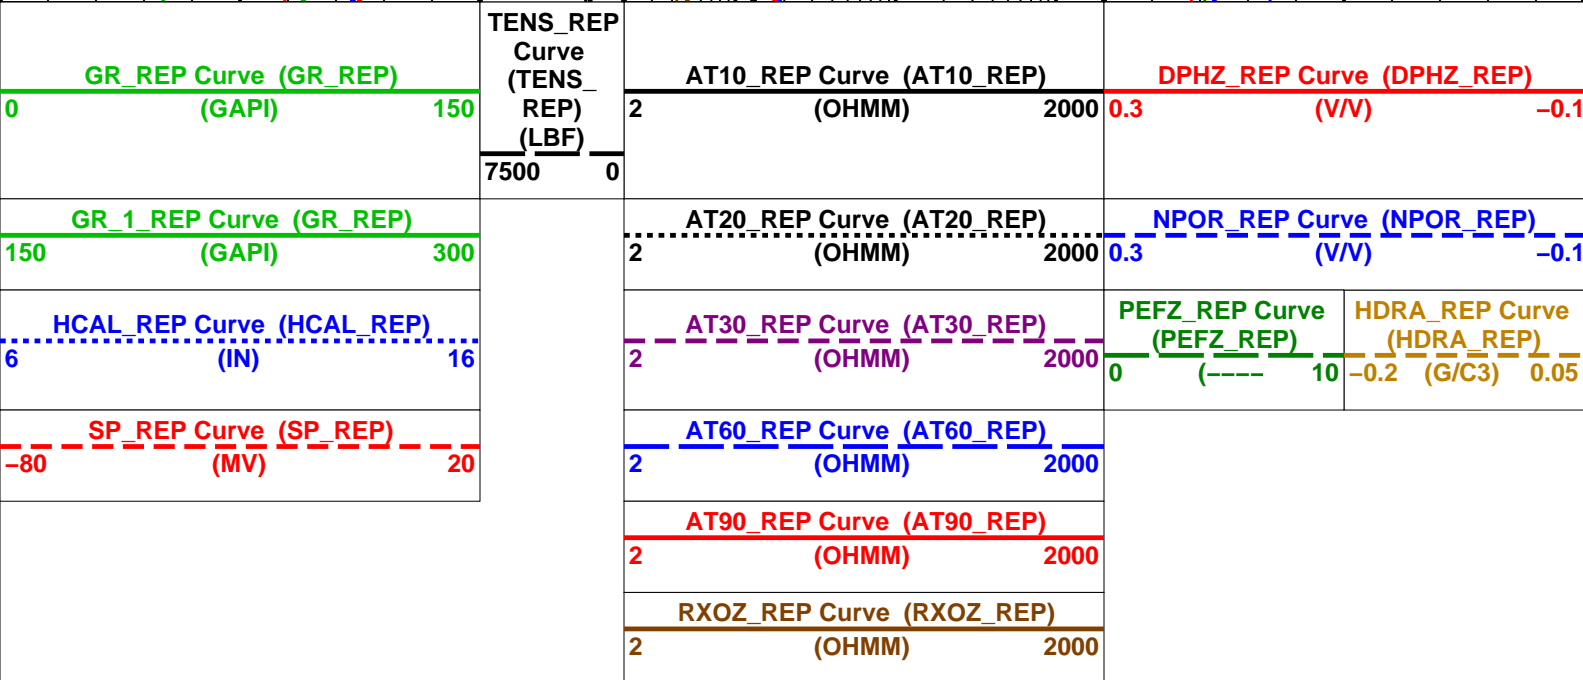 GR_REP Curve (GR_REP)
0 (GAPI) 150
GR_1_REP Curve (GR_REP)
150 (GAPI) 300
HCAL_REP Curve (HCAL_REP)
6 (IN) 16
SP_REP Curve (SP_REP)
−80 (MV) 20
TENS_REP
Curve
(TENS_
REP)
(LBF)
7500 0
AT10_REP Curve (AT10_REP)
2 (OHMM) 2000
AT20_REP Curve (AT20_REP)
2 (OHMM) 2000
AT30_REP Curve (AT30_REP)
2 (OHMM) 2000
AT60_REP Curve (AT60_REP)
2 (OHMM) 2000
AT90_REP Curve (AT90_REP)
2 (OHMM) 2000
RXOZ_REP Curve (RXOZ_REP)
2 (OHMM) 2000
DPHZ_REP Curve (DPHZ_REP)
0.3 (V/V) −0.1
NPOR_REP Curve (NPOR_REP)
0.3 (V/V) −0.1
PEFZ_REP Curve
(PEFZ_REP)
0 (−−−− 10
HDRA_REP Curve
(HDRA_REP)
−0.2 (G/C3) 0.05